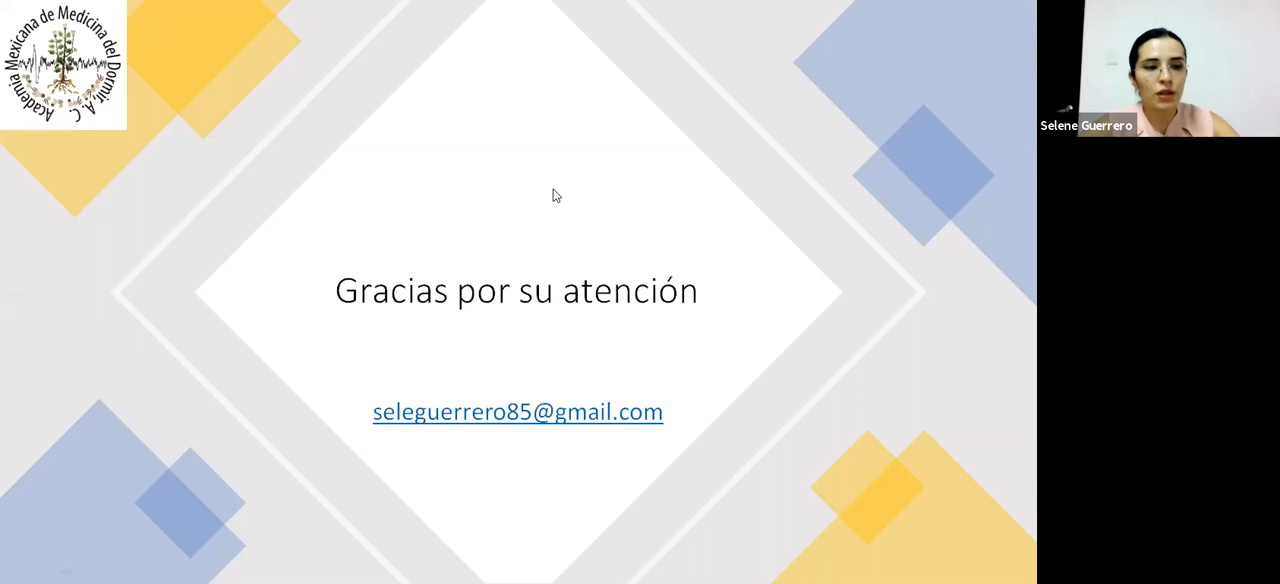 Academia Mexicana de Medicina del Dormir, A. C.
Selene Guerrero
Gracias por su atención
seleguerrero85@gmail.com